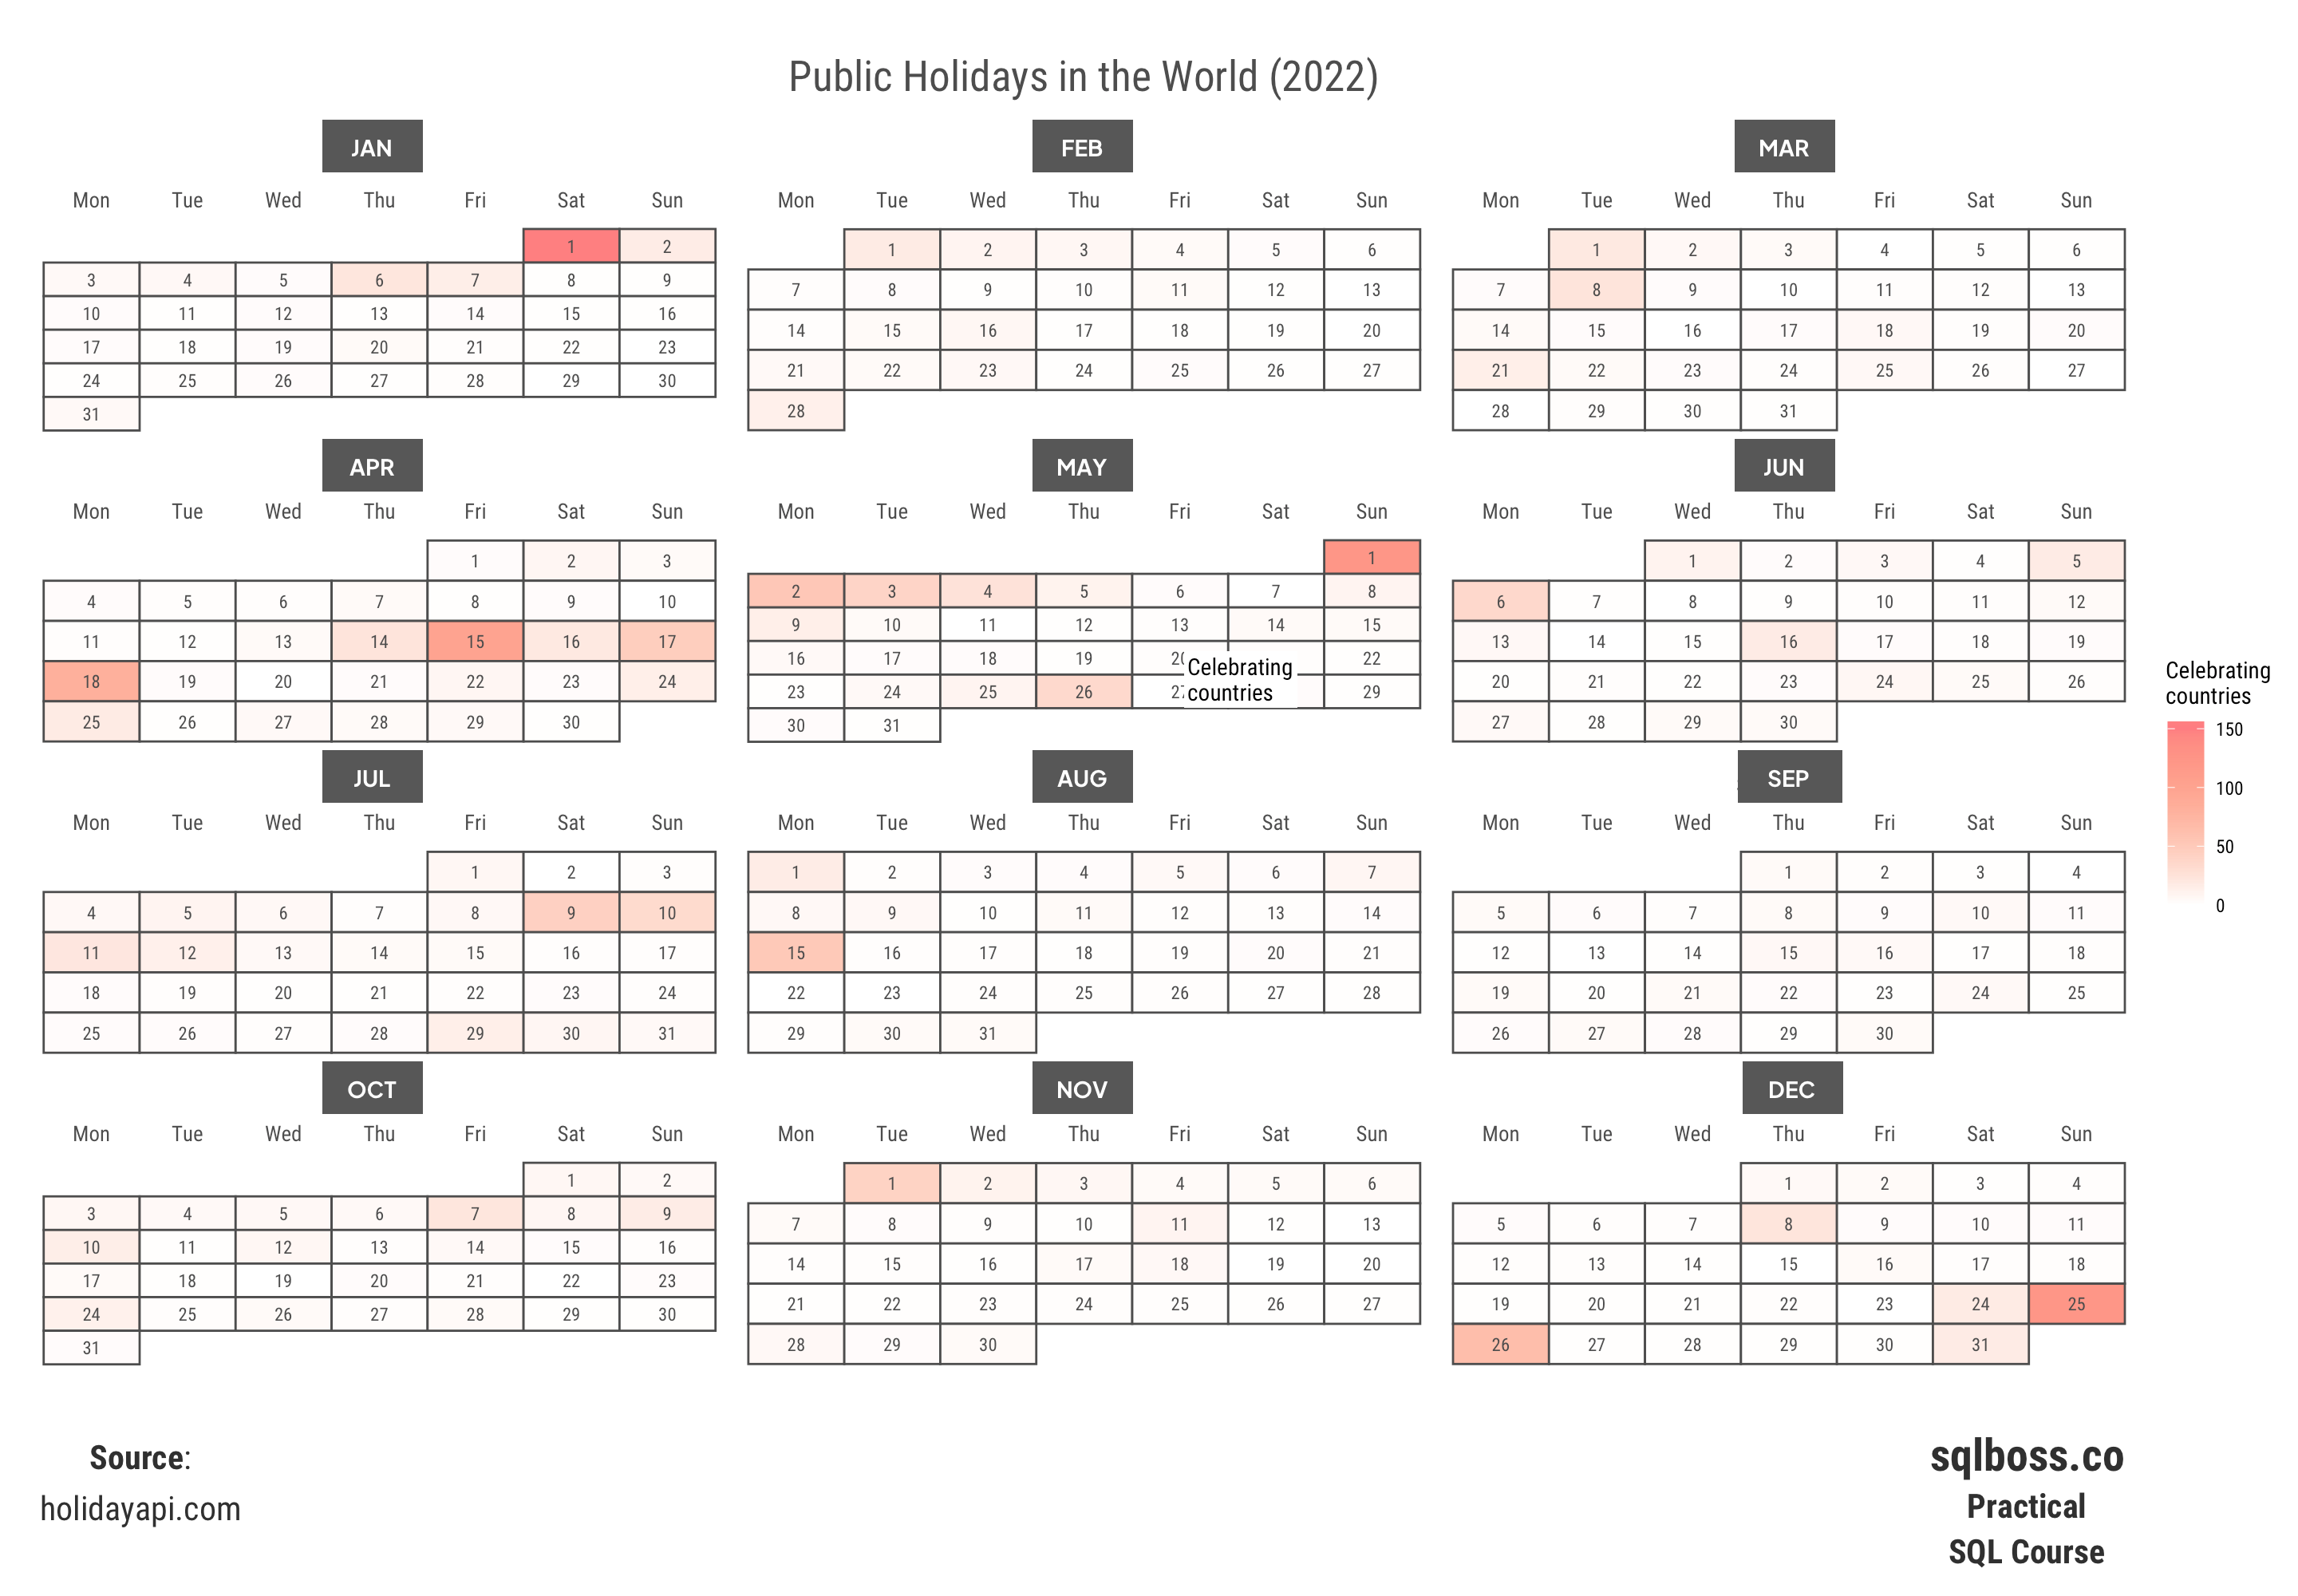 Public Holidays in the World (2022)
JAN
Mon Tue Wed Thu Fri Sat Sun
1 2
3 4 5 6 7 8 9
10 11 12 13 14 15 16
17 18 19 20 21 22 23
24 25 26 27 28 29 30
31
FEB
Mon Tue Wed Thu Fri Sat Sun
1 2 3 4 5 6
7 8 9 10 11 12 13
14 15 16 17 18 19 20
21 22 23 24 25 26 27
28
MAR
Mon Tue Wed Thu Fri Sat Sun
1 2 3 4 5 6
7 8 9 10 11 12 13
14 15 16 17 18 19 20
21 22 23 24 25 26 27
28 29 30 31
APR
Mon Tue Wed Thu Fri Sat Sun
1 2 3
4 5 6 7 8 9 10
11 12 13 14 15 16 17
18 19 20 21 22 23 24
25 26 27 28 29 30
MAY
Mon Tue Wed Thu Fri Sat Sun
1
2 3 4 5 6 7 8
9 10 11 12 13 14 15
16 17 18 19 20 22
23 24 25 26 27 29
30 31
Celebrating
countries
JUN
Mon Tue Wed Thu Fri Sat Sun
1 2 3 4 5
6 7 8 9 10 11 12
13 14 15 16 17 18 19
20 21 22 23 24 25 26
27 28 29 30
Celebrating
countries
150
100
50
0
JUL
Mon Tue Wed Thu Fri Sat Sun
1 2 3
4 5 6 7 8 9 10
11 12 13 14 15 16 17
18 19 20 21 22 23 24
25 26 27 28 29 30 31
AUG
Mon Tue Wed Thu Fri Sat Sun
1 2 3 4 5 6 7
8 9 10 11 12 13 14
15 16 17 18 19 20 21
22 23 24 25 26 27 28
29 30 31
SEP
Mon Tue Wed Thu Fri Sat Sun
1 2 3 4
5 6 7 8 9 10 11
12 13 14 15 16 17 18
19 20 21 22 23 24 25
26 27 28 29 30
OCT
Mon Tue Wed Thu Fri Sat Sun
1 2
3 4 5 6 7 8 9
10 11 12 13 14 15 16
17 18 19 20 21 22 23
24 25 26 27 28 29 30
31
NOV
Mon Tue Wed Thu Fri Sat Sun
1 2 3 4 5 6
7 8 9 10 11 12 13
14 15 16 17 18 19 20
21 22 23 24 25 26 27
28 29 30
DEC
Mon Tue Wed Thu Fri Sat Sun
1 2 3 4
5 6 7 8 9 10 11
12 13 14 15 16 17 18
19 20 21 22 23 24 25
26 27 28 29 30 31
Source:
holidayapi.com
sqlboss.co
Practical
SQL Course